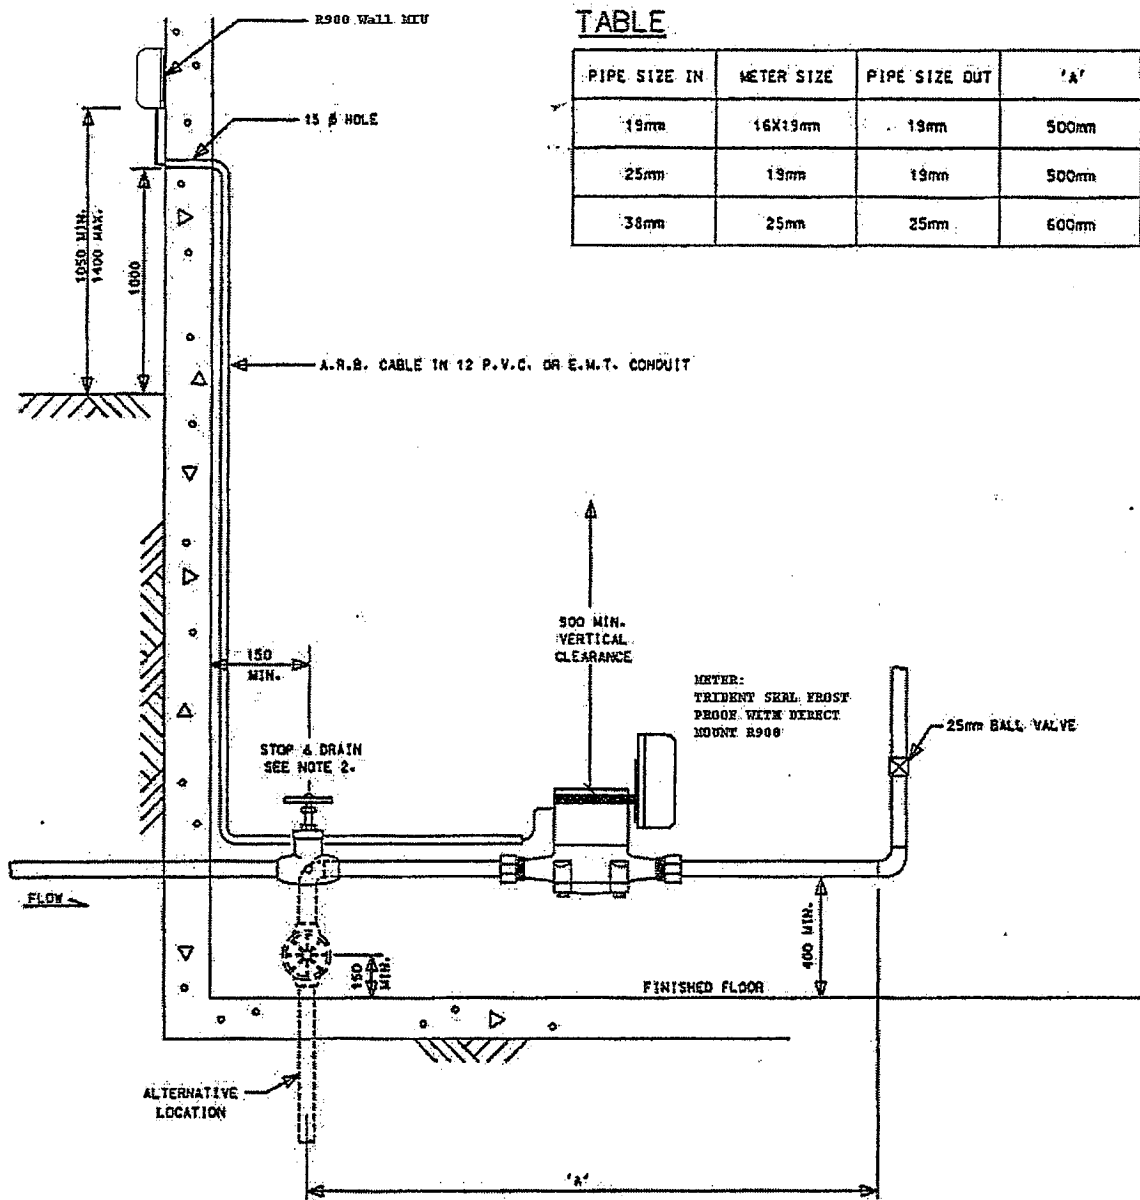 R900 Wall MIU
TABLE
PIPE SIZE IN METER SIZE PIPE SIZE OUT 'A'
19mm 16X19mm 19mm 500mm
25mm 19mm 19mm 500mm
38mm 25mm 25mm 600mm
15 ø HOLE
1050 MIN.
1400 MAX.
1000
A.R.B. CABLE IN 12 P.V.C. OR E.M.T. CONDUIT
150
MIN.
900 MIN.
VERTICAL
CLEARANCE
METER:
TRIDENT SEAL FROST
PROOF WITH DIRECT
MOUNT R900
25mm BALL VALVE
STOP & DRAIN
SEE NOTE 2.
FLOW
150
MIN.
400 MIN.
FINISHED FLOOR
ALTERNATIVE
LOCATION
'A'